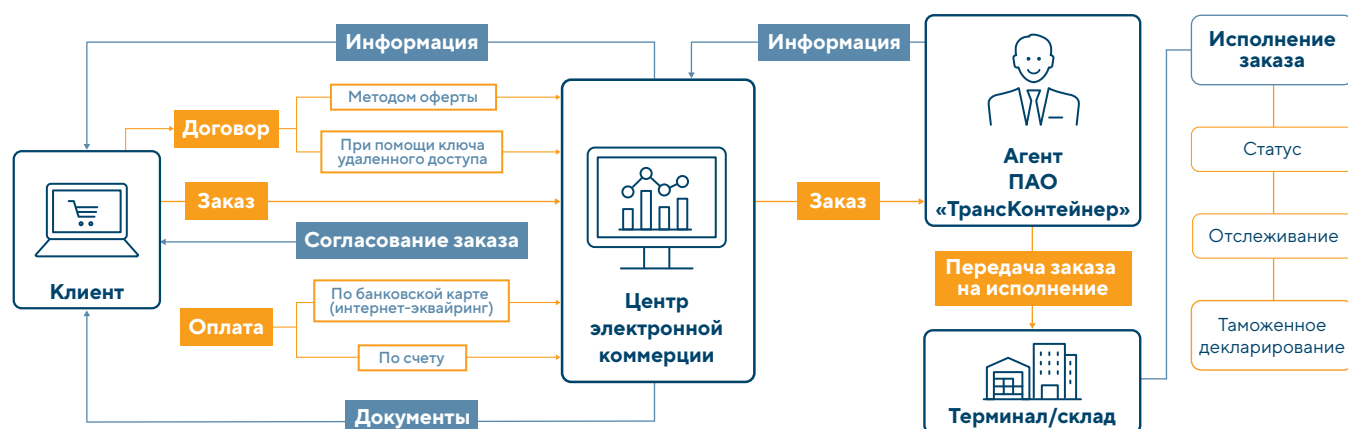 Информация
Информация
Исполнение
заказа
Методом оферты
Договор
При помощи ключа
удаленного доступа
Статус
Агент
ПАО
«ТрансКонтейнер»
Заказ
Заказ
Отслеживание
Согласование заказа
Передача заказа
на исполнение
Клиент
По банковской карте
(интернет-эквайринг)
Центр
электронной
коммерции
Оплата
По счету
Таможенное
декларирование
Документы
Терминал/склад